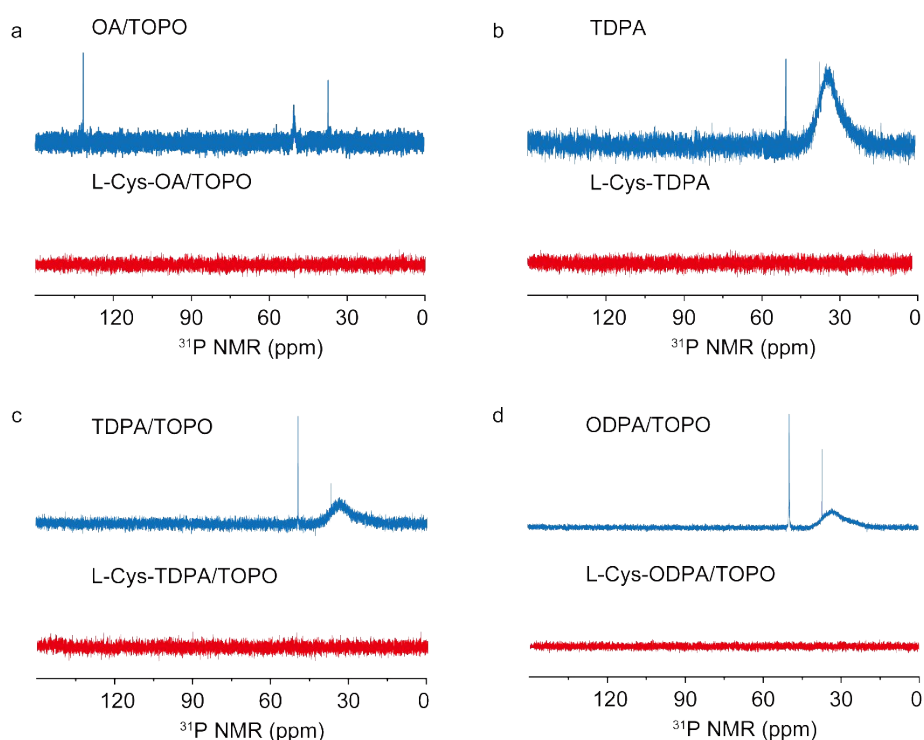 a
OA/TOPO
L-Cys-OA/TOPO
120 90 60 30 0
³¹P NMR (ppm)
b
TDPA
L-Cys-TDPA
120 90 60 30 0
³¹P NMR (ppm)
c
TDPA/TOPO
L-Cys-TDPA/TOPO
120 90 60 30 0
³¹P NMR (ppm)
d
ODPA/TOPO
L-Cys-ODPA/TOPO
120 90 60 30 0
³¹P NMR (ppm)